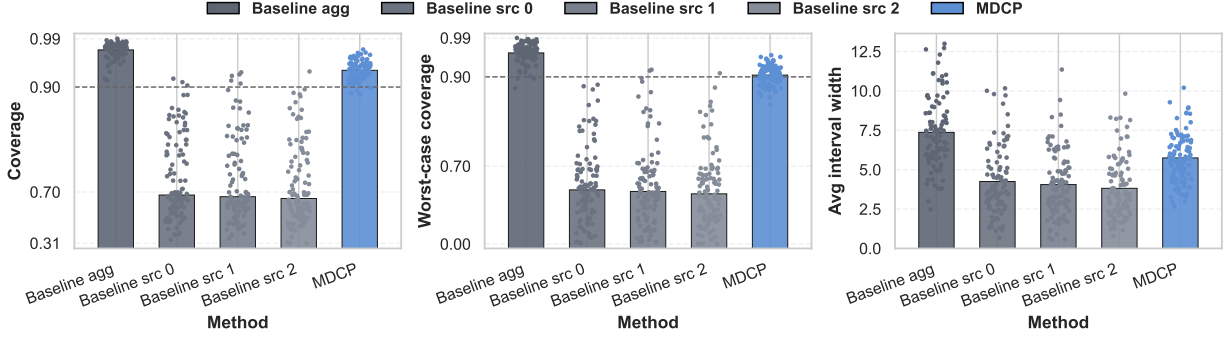 Baseline agg Baseline src 0 Baseline src 1 Baseline src 2 MDCP
Coverage
0.99
0.90
0.70
0.31
Baseline agg
Baseline src 0
Baseline src 1
Baseline src 2
MDCP
Method
Worst-case coverage
0.99
0.90
0.70
0.00
Baseline agg
Baseline src 0
Baseline src 1
Baseline src 2
MDCP
Method
Avg interval width
12.5
10.0
7.5
5.0
2.5
0.0
Baseline agg
Baseline src 0
Baseline src 1
Baseline src 2
MDCP
Method